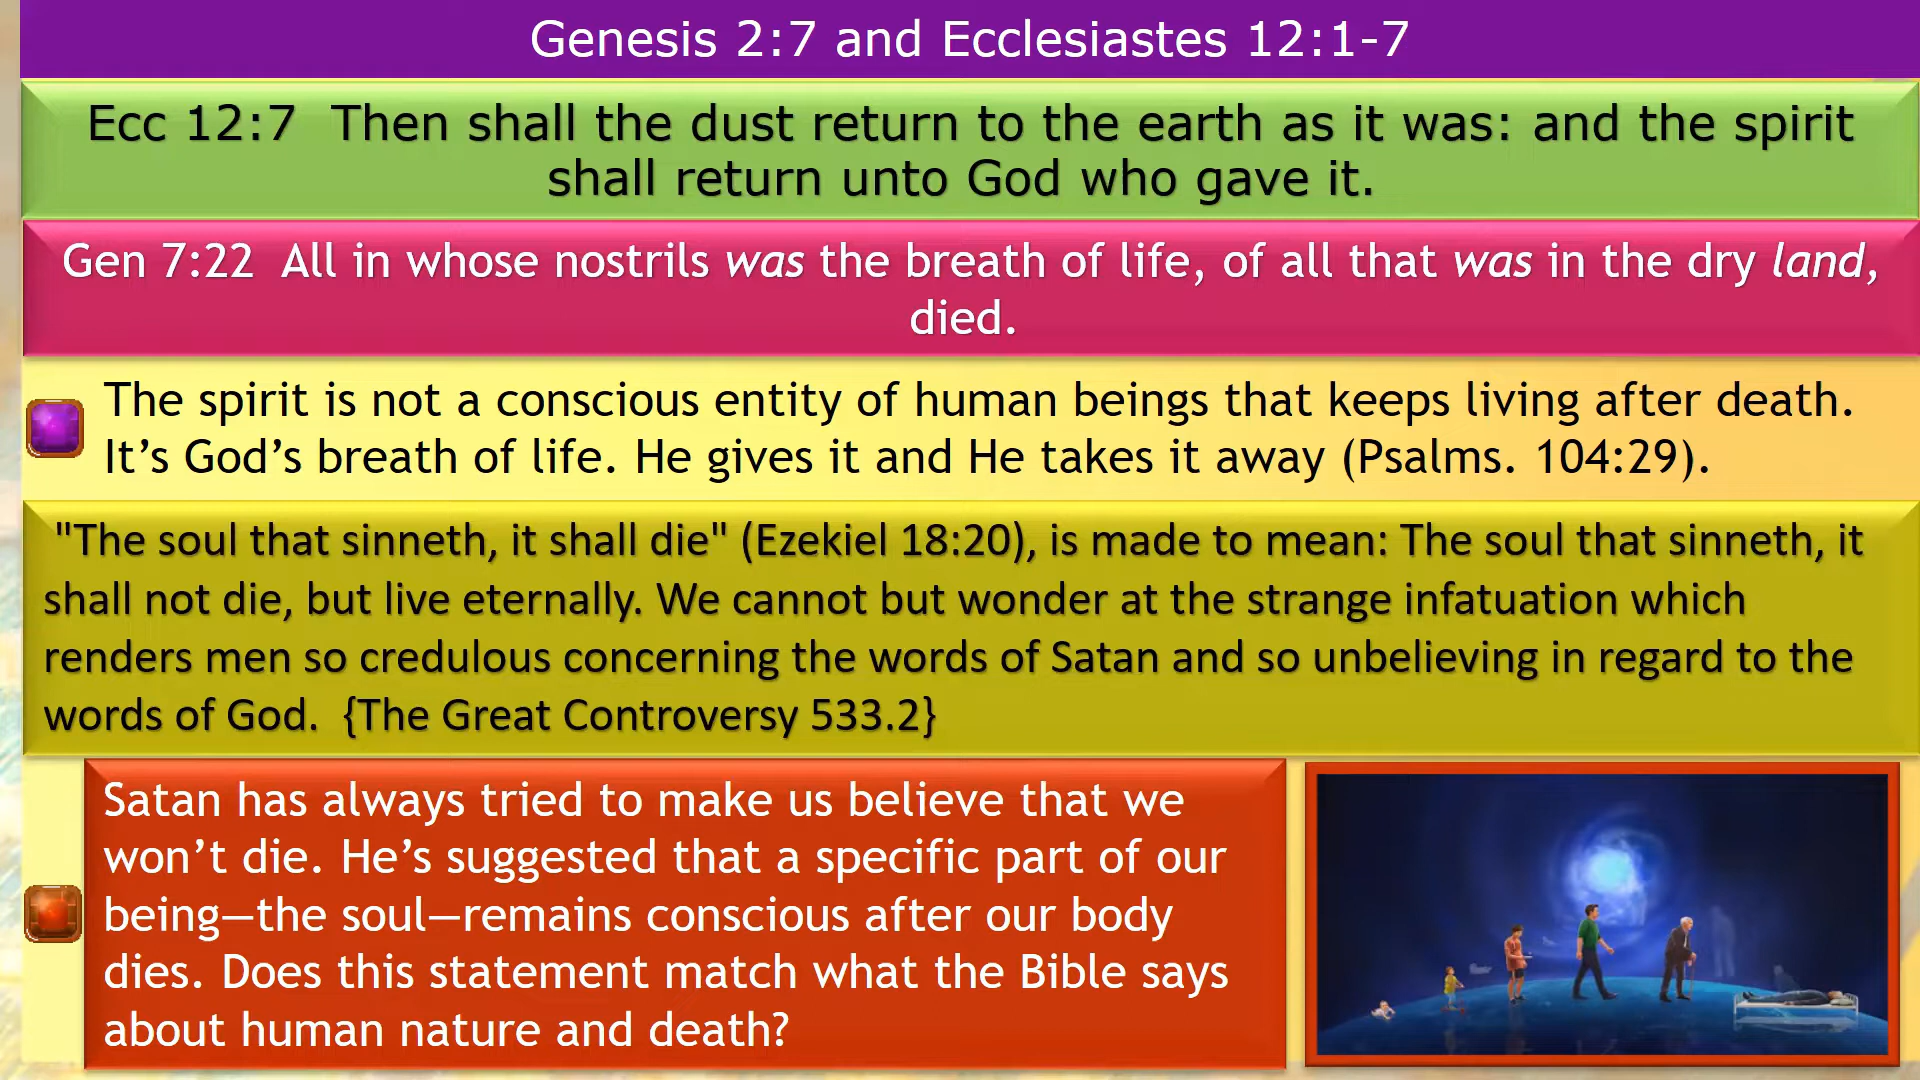 Genesis 2:7 and Ecclesiastes 12:1-7
Ecc 12:7  Then shall the dust return to the earth as it was: and the spirit
shall return unto God who gave it.
Gen 7:22  All in whose nostrils was the breath of life, of all that was in the dry land,
died.
The spirit is not a conscious entity of human beings that keeps living after death.
It’s God’s breath of life. He gives it and He takes it away (Psalms. 104:29).
"The soul that sinneth, it shall die" (Ezekiel 18:20), is made to mean: The soul that sinneth, it
shall not die, but live eternally. We cannot but wonder at the strange infatuation which
renders men so credulous concerning the words of Satan and so unbelieving in regard to the
words of God.  {The Great Controversy 533.2}
Satan has always tried to make us believe that we
won’t die. He’s suggested that a specific part of our
being—the soul—remains conscious after our body
dies. Does this statement match what the Bible says
about human nature and death?